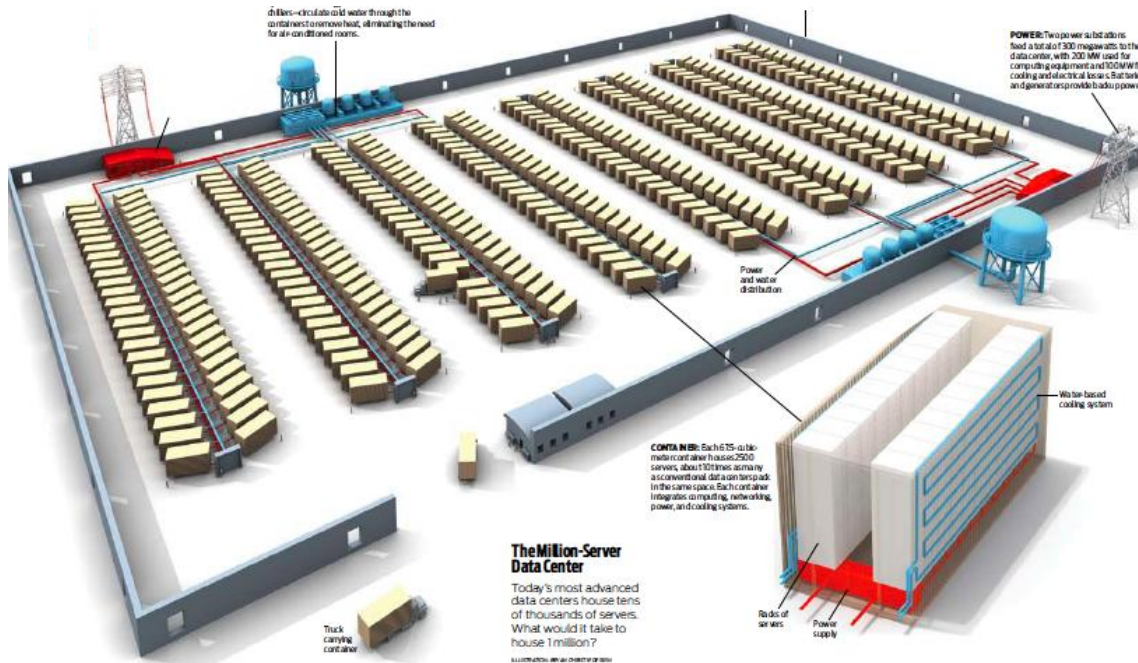 chillers—circulate cold water through the
containers to remove heat, eliminating the need
for air-conditioned rooms.
POWER: Two power substations
feed a total of 300 megawatts to the
data center, with 200 MW used for
computing equipment and 100 MW f
cooling and electrical losses. Batterie
and generators provide backup powe
Power
and water
distribution
Water-based
cooling system
CONTAINER: Each 67.5-cubic-
meter container houses 2500
servers, about 10 times as many
as conventional data centers pack
in the same space. Each container
integrates computing, networking,
power, and cooling systems.
The Million-Server
Data Center
Today's most advanced
data centers house tens
of thousands of servers.
What would it take to
house 1 million?
ILLUSTRATION: BRYAN CHRISTIE DESIGN
Truck
carrying
container
Racks of
servers
Power
supply